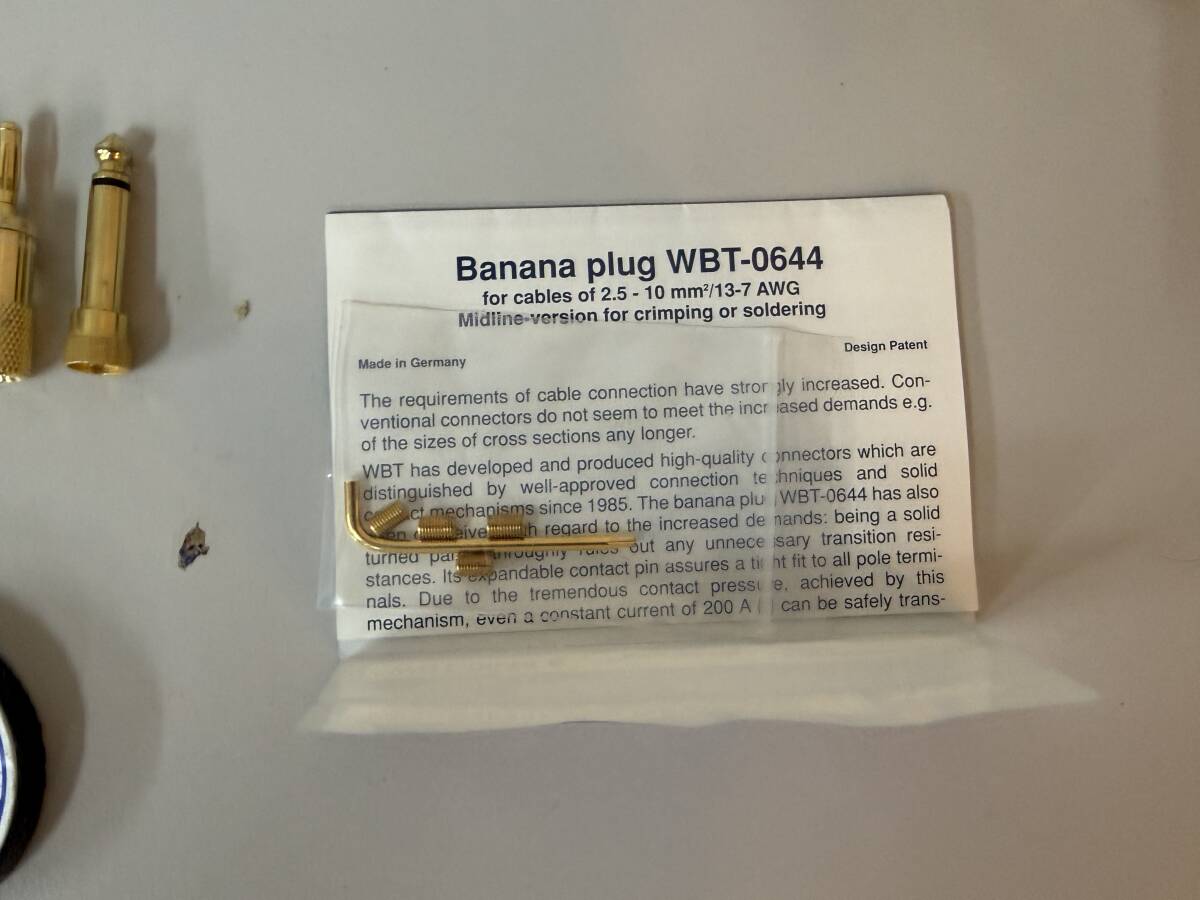 Banana plug WBT-0644
for cables of 2.5 - 10 mm²/13-7 AWG
Midline-version for crimping or soldering
Made in Germany
Design Patent
The requirements of cable connection have strongly increased. Con-
ventional connectors do not seem to meet the increased demands e.g.
of the sizes of cross sections any longer.
WBT has developed and produced high-quality connectors which are
distinguished by well-approved connection techniques and solid
mechanisms since 1985. The banana plug WBT-0644 has also
regard to the increased demands: being a solid
turned out any unnecessary transition resi-
stances. Its expandable contact pin assures a tight fit to all pole termi-
nals. Due to the tremendous contact pressure, achieved by this
mechanism, even a constant current of 200 A can be safely trans-